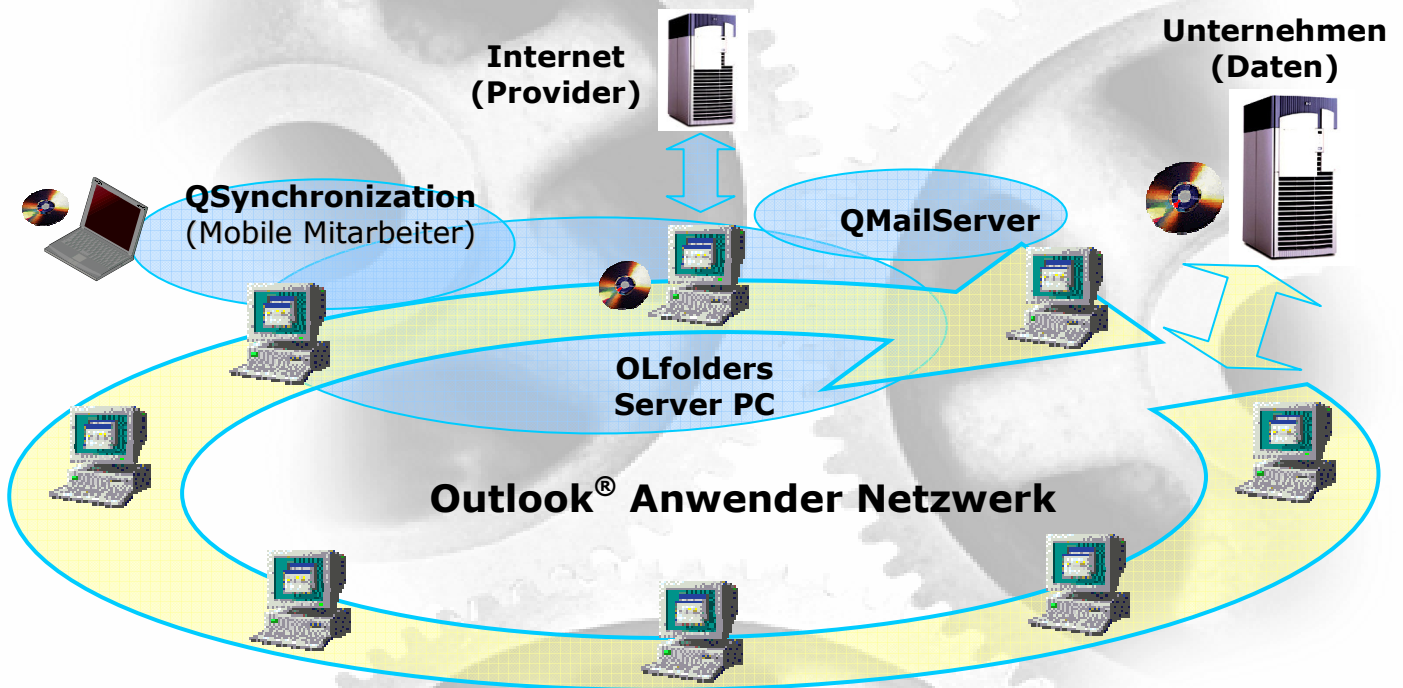 Internet
(Provider)
Unternehmen
(Daten)
QSynchronization
(Mobile Mitarbeiter)
QMailServer
OLfolders
Server PC
Outlook® Anwender Netzwerk